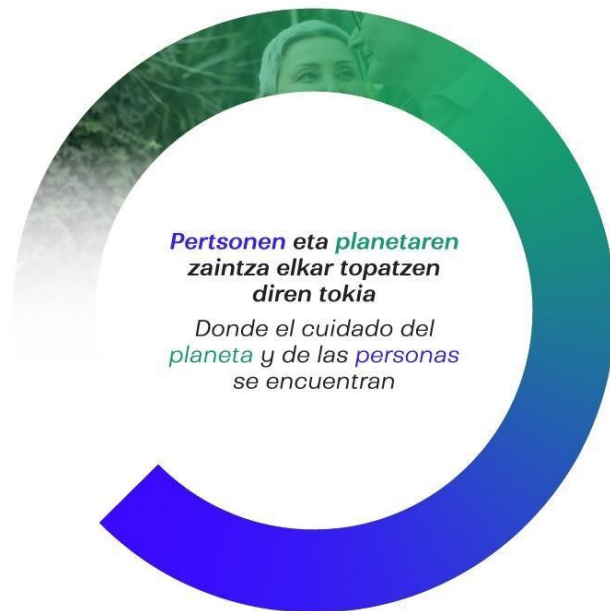 Pertsonen eta planetaren
zaintza elkar topatzen
diren tokia
Donde el cuidado del
planeta y de las personas
se encuentran